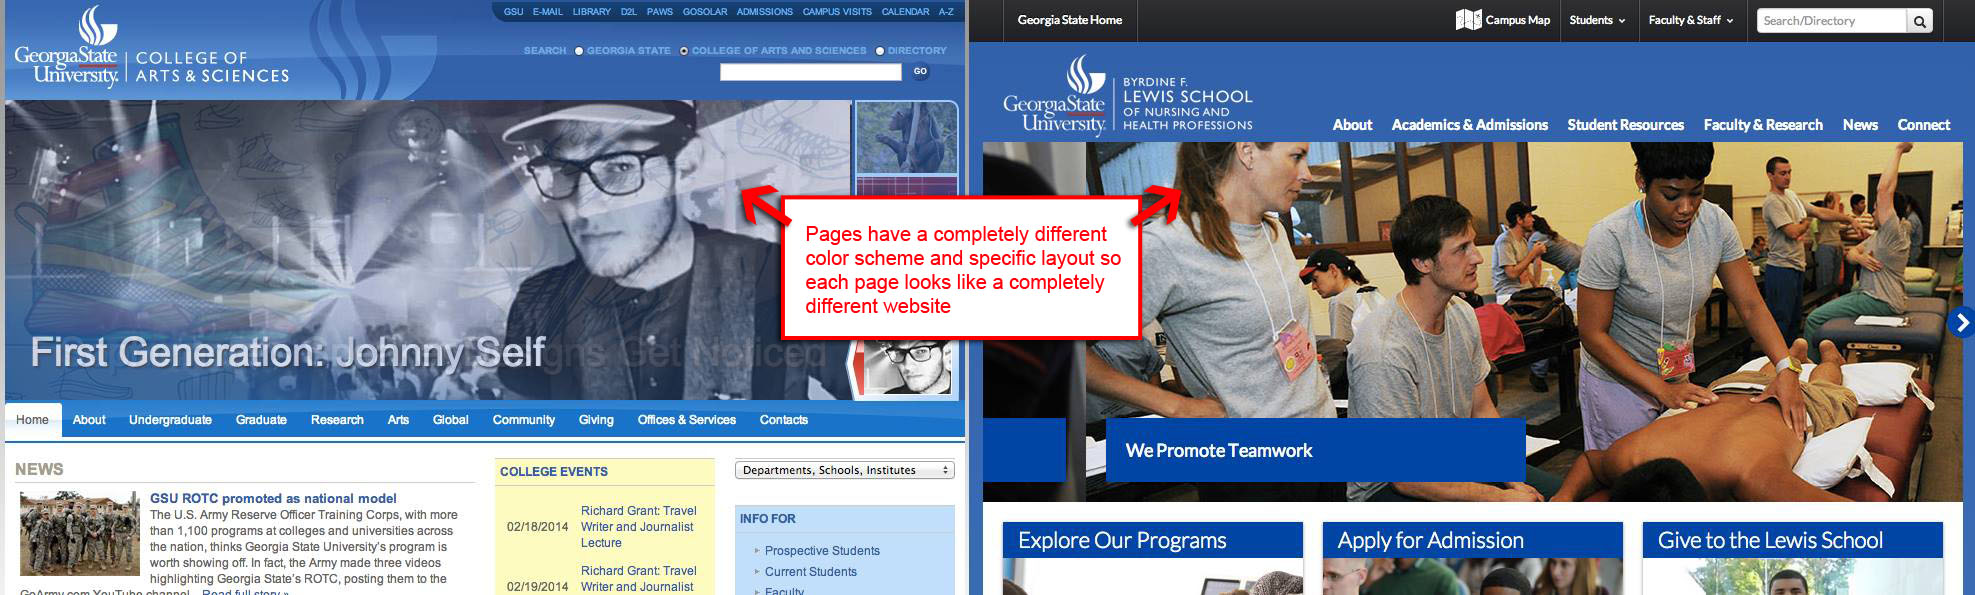 GSU E-MAIL LIBRARY D2L PAWS GOSOLAR ADMISSIONS CAMPUS VISITS CALENDAR A-Z
GeorgiaState
University
COLLEGE OF
ARTS & SCIENCES
SEARCH GEORGIA STATE COLLEGE OF ARTS AND SCIENCES DIRECTORY
GO
First Generation: Johnny Self
Get Noticed
Home About Undergraduate Graduate Research Arts Global Community Giving Offices & Services Contacts
NEWS
GSU ROTC promoted as national model
The U.S. Army Reserve Officer Training Corps, with more
than 1,100 programs at colleges and universities across
the nation, thinks Georgia State University's program is
worth showing off. In fact, the Army made three videos
highlighting Georgia State's ROTC, posting them to the
GoArmy.com YouTube channel... Read full story »
COLLEGE EVENTS
02/18/2014
Richard Grant: Travel
Writer and Journalist
Lecture
02/19/2014
Richard Grant: Travel
Writer and Journalist
Departments, Schools, Institutes
INFO FOR
Prospective Students
Current Students
Faculty
Pages have a completely different
color scheme and specific layout so
each page looks like a completely
different website
Georgia State Home
Campus Map
Students
Faculty & Staff
Search/Directory
GeorgiaState
University
BYRDINE F.
LEWIS SCHOOL
OF NURSING AND
HEALTH PROFESSIONS
About Academics & Admissions Student Resources Faculty & Research News Connect
We Promote Teamwork
Explore Our Programs
Apply for Admission
Give to the Lewis School